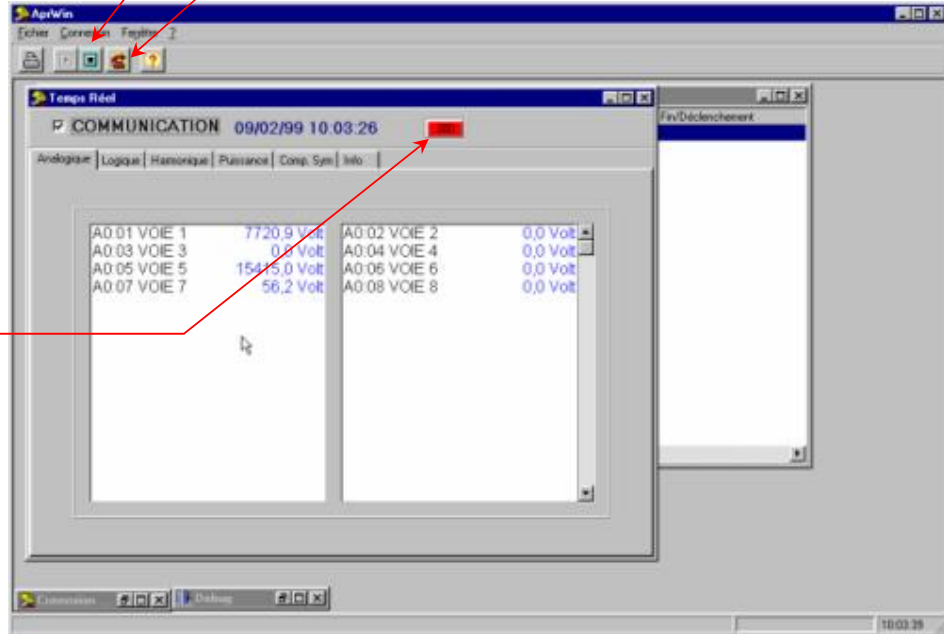 AprWin
Fichier Connexion Fenêtre ?
Temps Réel
COMMUNICATION 09/02/99 10:03:26
Fin/Déclenchement
Analogique Logique Harmonique Puissance Comp. Sym Info
A0:01 VOIE 1 7720,9 Volt A0:02 VOIE 2 0,0 Volt
A0:03 VOIE 3 0,0 Volt A0:04 VOIE 4 0,0 Volt
A0:05 VOIE 5 15415,0 Volt A0:06 VOIE 6 0,0 Volt
A0:07 VOIE 7 56,2 Volt A0:08 VOIE 8 0,0 Volt
Connexion Debug
10:03:39